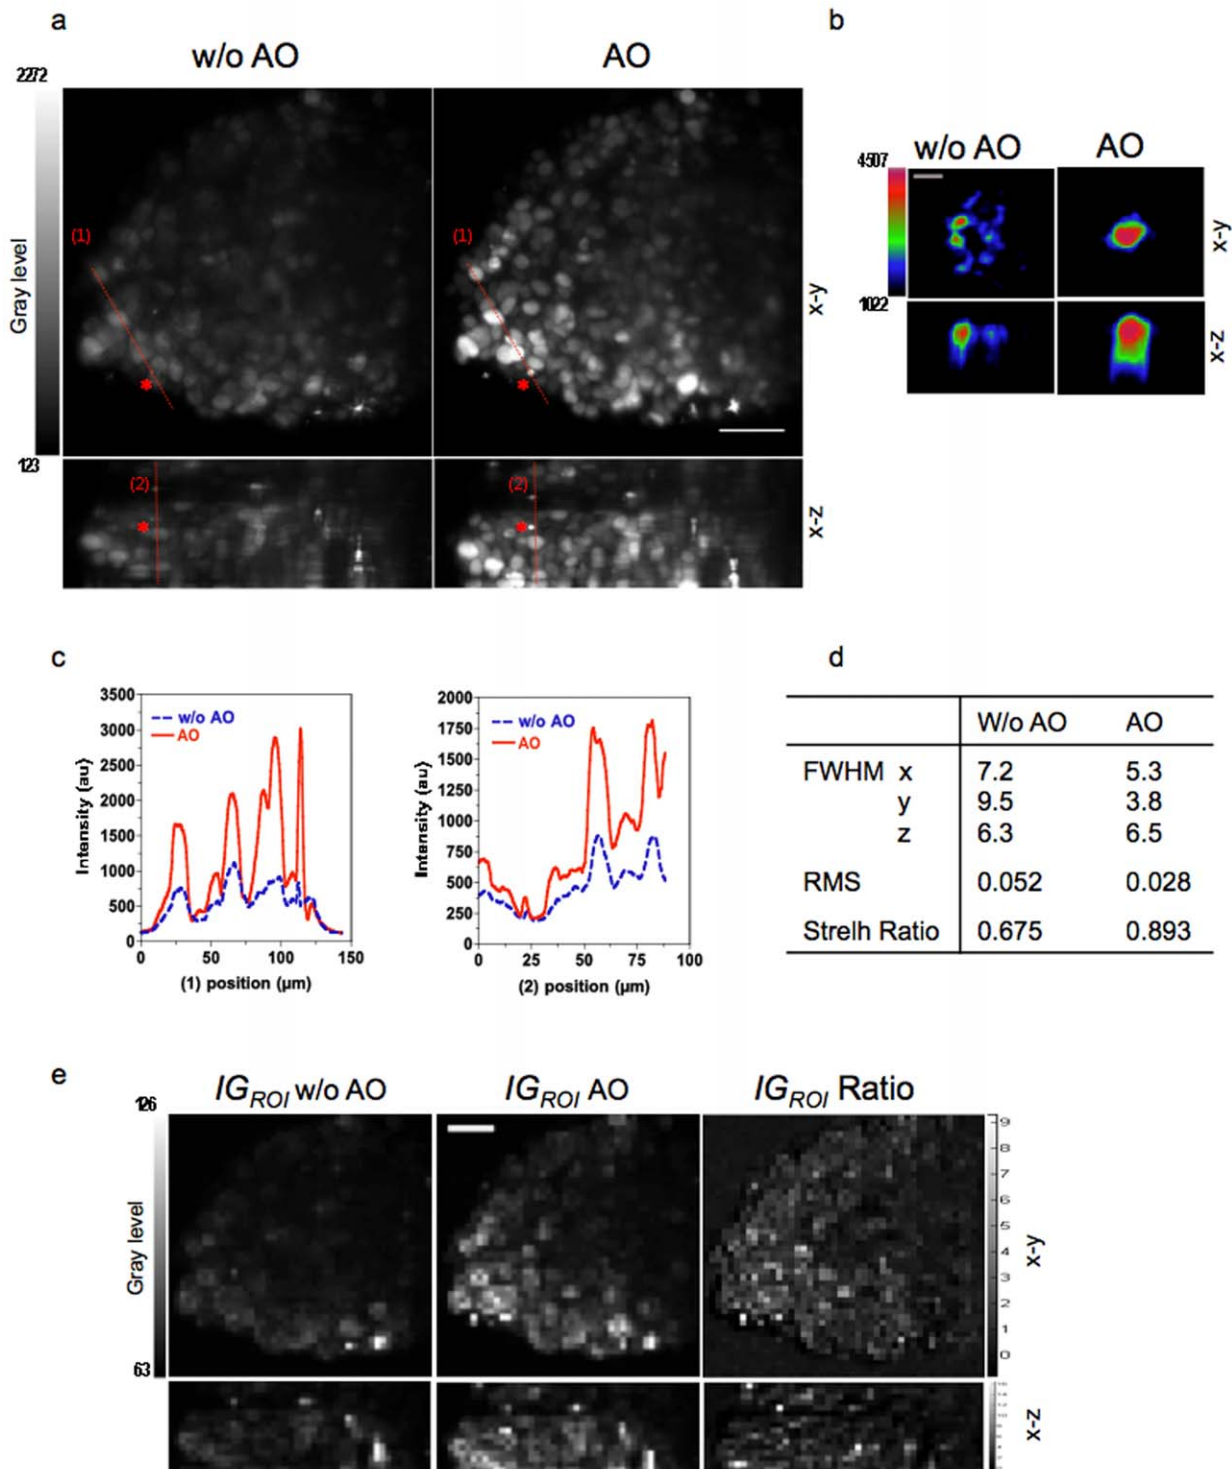 a
w/o AO
AO
2272
Gray level
123
(1)
(1)
*
*
x-y
(2)
(2)
*
*
x-z
b
w/o AO
AO
4507
1022
x-y
x-z
c
3500
3000
2500
2000
1500
1000
500
0
Intensity (au)
w/o AO
AO
0 50 100 150
(1) position (µm)
2000
1750
1500
1250
1000
750
500
250
0
Intensity (au)
w/o AO
AO
0 25 50 75 100
(2) position (µm)
d
W/o AO AO
FWHM x 7.2 5.3
y 9.5 3.8
z 6.3 6.5
RMS 0.052 0.028
Strelh Ratio 0.675 0.893
e
IG_ROI w/o AO
IG_ROI AO
IG_ROI Ratio
126
Gray level
63
9
8
7
6
5
4
3
2
1
0
x-y
x-z